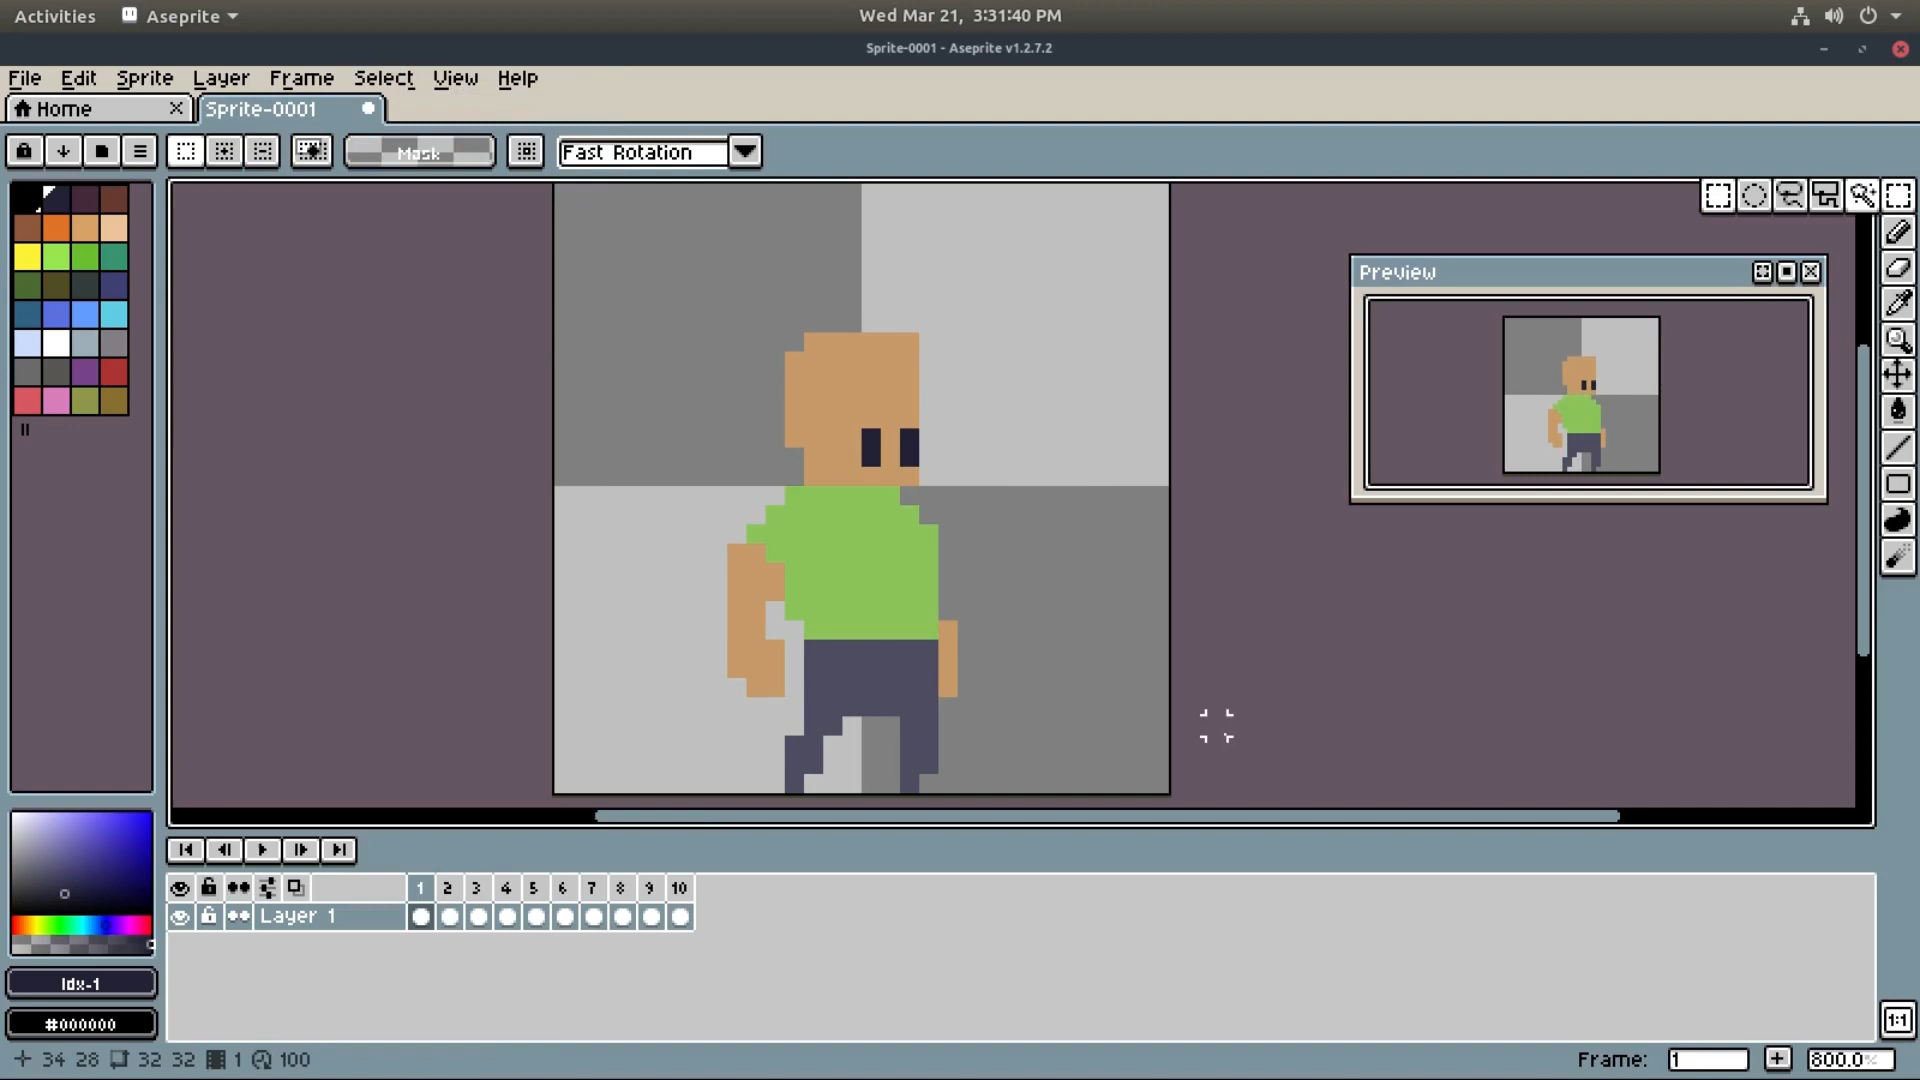 Activities Aseprite Wed Mar 21, 3:31:40 PM
Sprite-0001 - Aseprite v1.2.7.2
File Edit Sprite Layer Frame Select View Help
Home Sprite-0001
Mask Fast Rotation
Preview
1 2 3 4 5 6 7 8 9 10
Layer 1
Idx-1
#000000
1:1
34 28 32 32 1 100 Frame: 1 800.0%